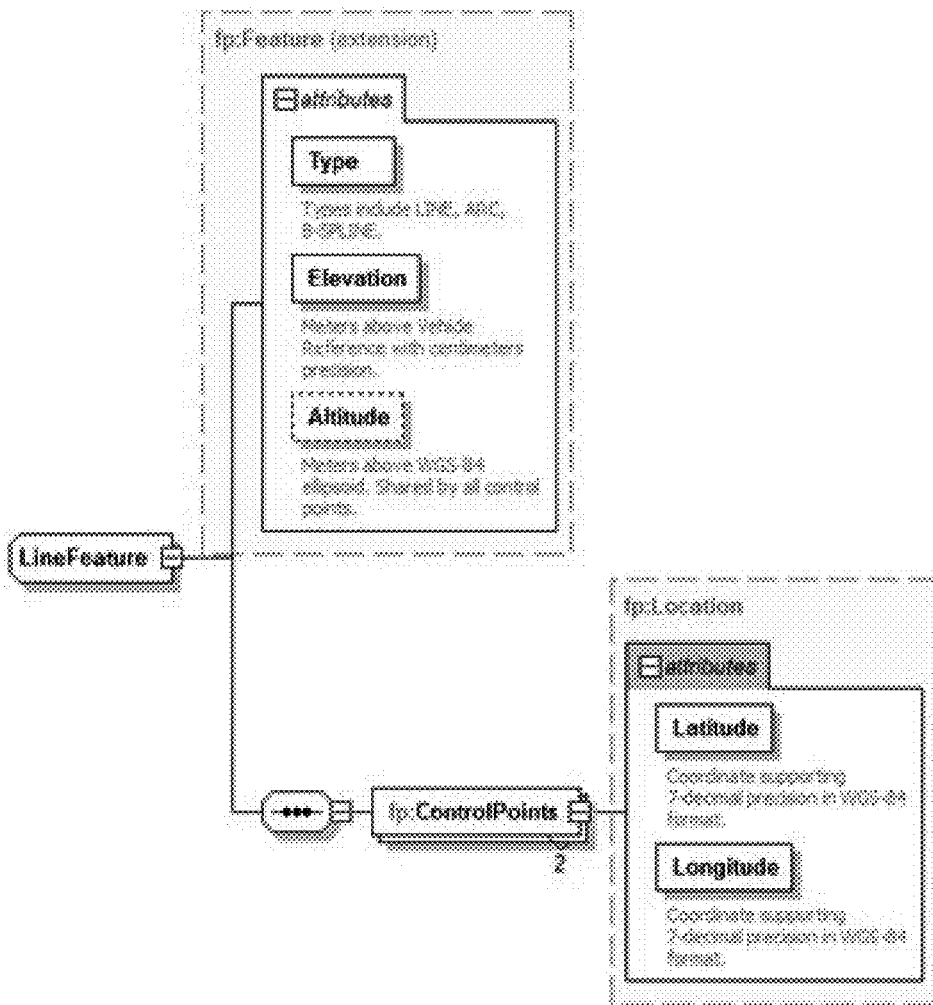 fp:Feature (extension)
attributes
Type
Types include LINE, ARC,
B-SPLINE.
Elevation
Meters above Vehicle
Reference with centimeters
precision.
Altitude
Meters above WGS-84
elipsoid. Shared by all control
points.
LineFeature
fp:Location
attributes
Latitude
Coordinate supporting
7-decimal precision in WGS-84
format.
fp:ControlPoints
2
Longitude
Coordinate supporting
7-decimal precision in WGS-84
format.